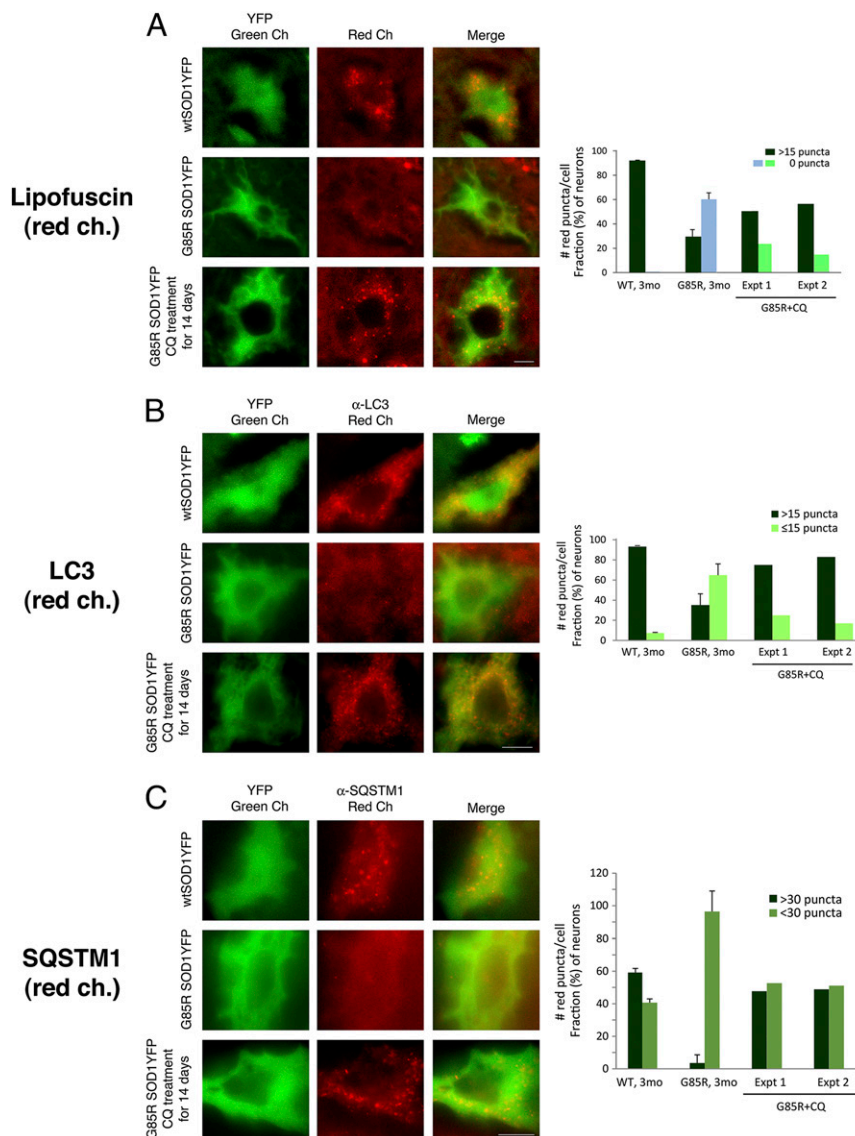 A
YFP
Green Ch
Red Ch
Merge
wtSOD1YFP
G85R SOD1YFP
G85R SOD1YFP
CQ treatment
for 14 days
Lipofuscin
(red ch.)
# red puncta/cell
Fraction (%) of neurons
100
80
60
40
20
0
>15 puncta
0 puncta
WT, 3mo
G85R, 3mo
Expt 1
Expt 2
G85R+CQ
B
YFP
Green Ch
α-LC3
Red Ch
Merge
wtSOD1YFP
G85R SOD1YFP
G85R SOD1YFP
CQ treatment
for 14 days
LC3
(red ch.)
# red puncta/cell
Fraction (%) of neurons
100
80
60
40
20
0
>15 puncta
≤15 puncta
WT, 3mo
G85R, 3mo
Expt 1
Expt 2
G85R+CQ
C
YFP
Green Ch
α-SQSTM1
Red Ch
Merge
wtSOD1YFP
G85R SOD1YFP
G85R SOD1YFP
CQ treatment
for 14 days
SQSTM1
(red ch.)
# red puncta/cell
Fraction (%) of neurons
120
100
80
60
40
20
0
>30 puncta
<30 puncta
WT, 3mo
G85R, 3mo
Expt 1
Expt 2
G85R+CQ